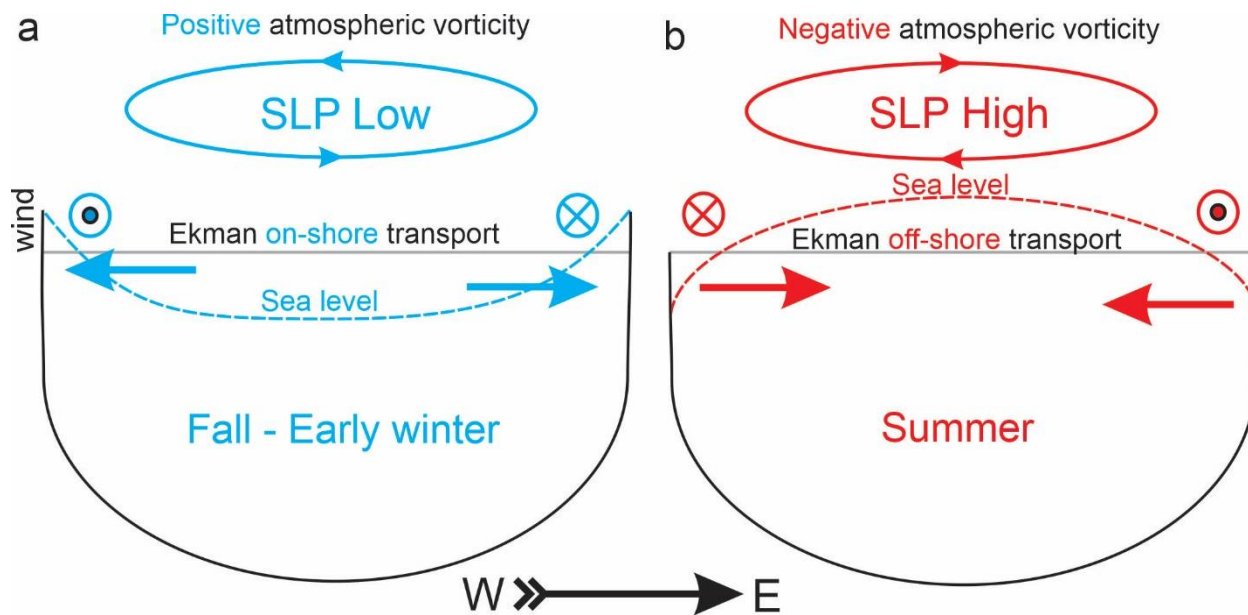 a
Positive atmospheric vorticity
SLP Low
wind
Ekman on-shore transport
Sea level
Fall - Early winter
b
Negative atmospheric vorticity
SLP High
Sea level
Ekman off-shore transport
Summer
W
E